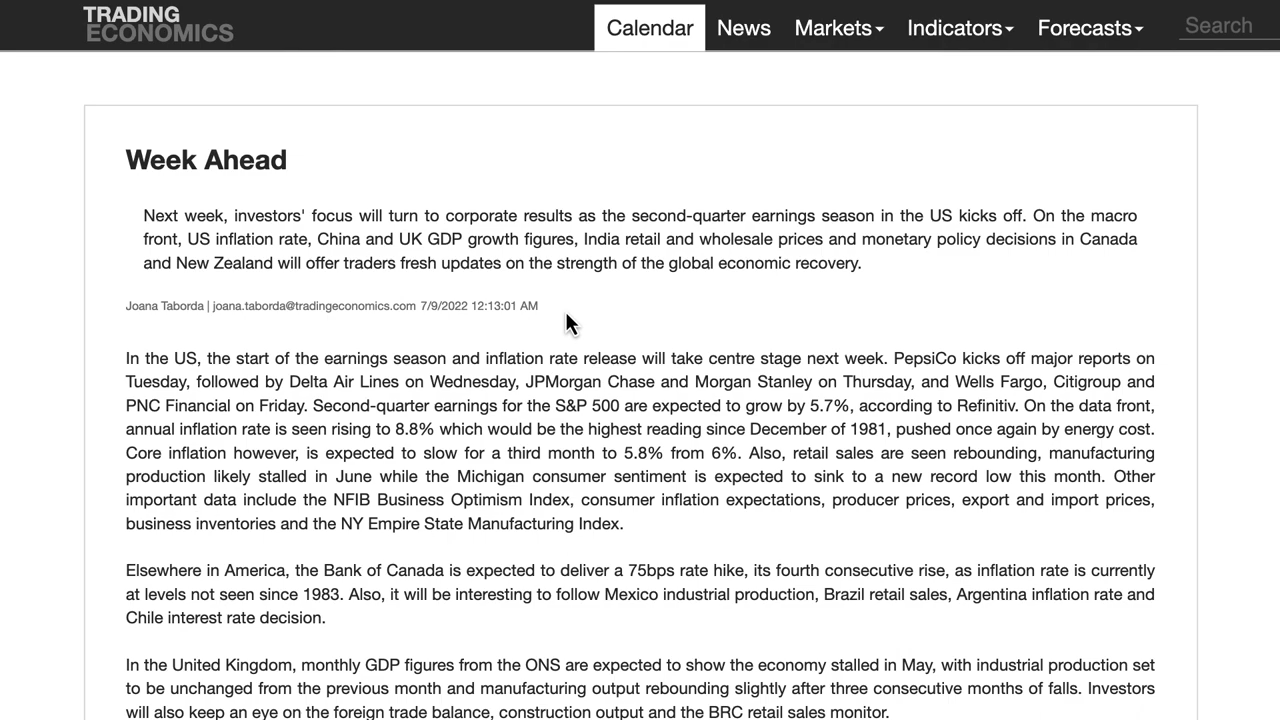 TRADING
ECONOMICS
Calendar News Markets Indicators Forecasts Search
Week Ahead
Next week, investors' focus will turn to corporate results as the second-quarter earnings season in the US kicks off. On the macro
front, US inflation rate, China and UK GDP growth figures, India retail and wholesale prices and monetary policy decisions in Canada
and New Zealand will offer traders fresh updates on the strength of the global economic recovery.
Joana Taborda | joana.taborda@tradingeconomics.com 7/9/2022 12:13:01 AM
In the US, the start of the earnings season and inflation rate release will take centre stage next week. PepsiCo kicks off major reports on
Tuesday, followed by Delta Air Lines on Wednesday, JPMorgan Chase and Morgan Stanley on Thursday, and Wells Fargo, Citigroup and
PNC Financial on Friday. Second-quarter earnings for the S&P 500 are expected to grow by 5.7%, according to Refinitiv. On the data front,
annual inflation rate is seen rising to 8.8% which would be the highest reading since December of 1981, pushed once again by energy cost.
Core inflation however, is expected to slow for a third month to 5.8% from 6%. Also, retail sales are seen rebounding, manufacturing
production likely stalled in June while the Michigan consumer sentiment is expected to sink to a new record low this month. Other
important data include the NFIB Business Optimism Index, consumer inflation expectations, producer prices, export and import prices,
business inventories and the NY Empire State Manufacturing Index.
Elsewhere in America, the Bank of Canada is expected to deliver a 75bps rate hike, its fourth consecutive rise, as inflation rate is currently
at levels not seen since 1983. Also, it will be interesting to follow Mexico industrial production, Brazil retail sales, Argentina inflation rate and
Chile interest rate decision.
In the United Kingdom, monthly GDP figures from the ONS are expected to show the economy stalled in May, with industrial production set
to be unchanged from the previous month and manufacturing output rebounding slightly after three consecutive months of falls. Investors
will also keep an eye on the foreign trade balance, construction output and the BRC retail sales monitor.